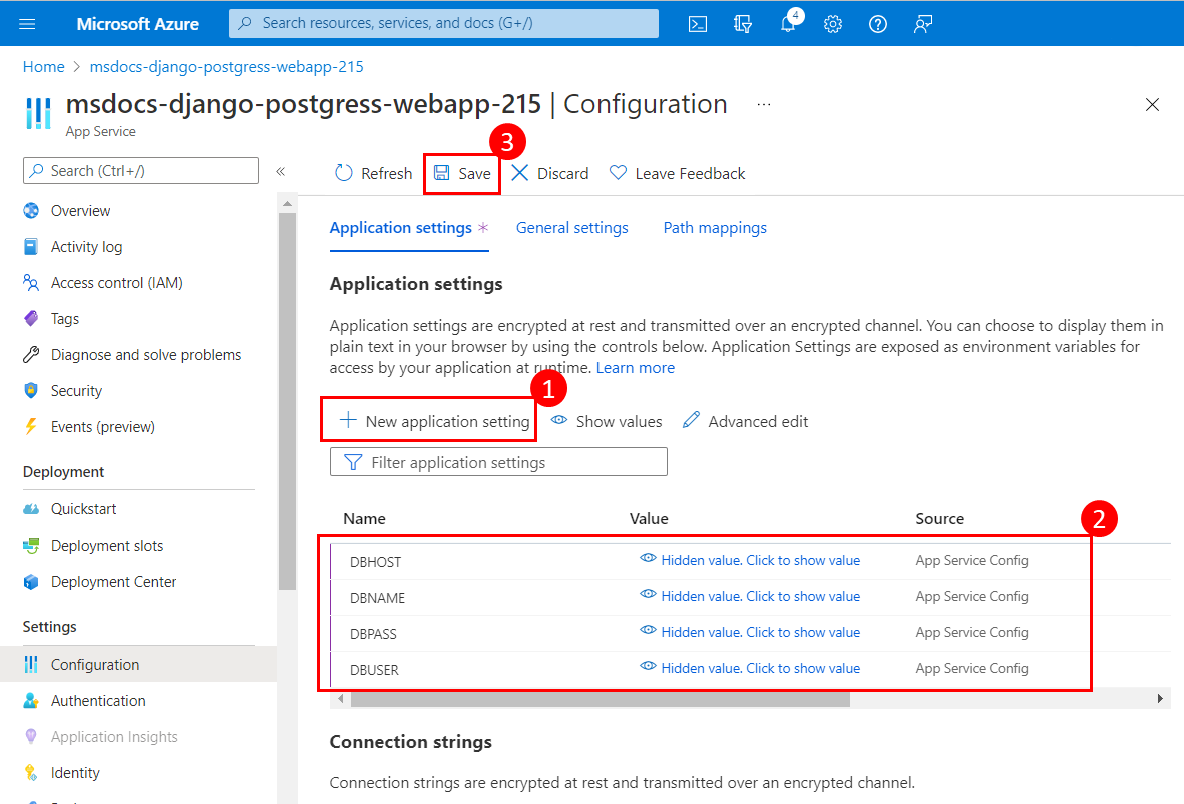 Microsoft Azure
Search resources, services, and docs (G+/)
4
Home > msdocs-django-postgress-webapp-215
msdocs-django-postgress-webapp-215 | Configuration ...
App Service
3
Search (Ctrl+/)
«
Refresh
Save
Discard
Leave Feedback
Overview
Activity log
Access control (IAM)
Tags
Diagnose and solve problems
Security
Events (preview)
Deployment
Quickstart
Deployment slots
Deployment Center
Settings
Configuration
Authentication
Application Insights
Identity
Application settings *
General settings
Path mappings
Application settings
Application settings are encrypted at rest and transmitted over an encrypted channel. You can choose to display them in
plain text in your browser by using the controls below. Application Settings are exposed as environment variables for
access by your application at runtime. Learn more
1
New application setting
Show values
Advanced edit
Filter application settings
Name Value Source
2
DBHOST Hidden value. Click to show value App Service Config
DBNAME Hidden value. Click to show value App Service Config
DBPASS Hidden value. Click to show value App Service Config
DBUSER Hidden value. Click to show value App Service Config
Connection strings
Connection strings are encrypted at rest and transmitted over an encrypted channel.